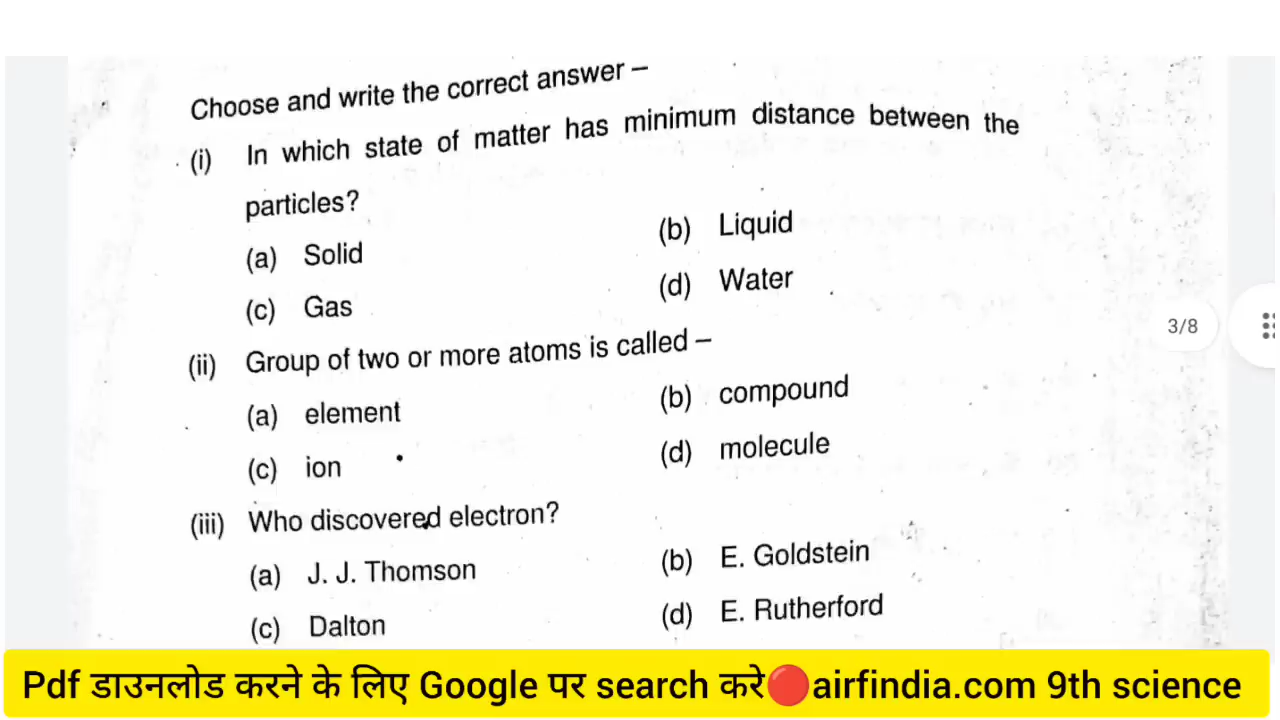 Choose and write the correct answer –
(i) In which state of matter has minimum distance between the
particles?
(a) Solid (b) Liquid
(c) Gas (d) Water
3/8
(ii) Group of two or more atoms is called –
(a) element (b) compound
(c) ion (d) molecule
(iii) Who discovered electron?
(a) J. J. Thomson (b) E. Goldstein
(c) Dalton (d) E. Rutherford
Pdf डाउनलोड करने के लिए Google पर search करे🔴airfindia.com 9th science